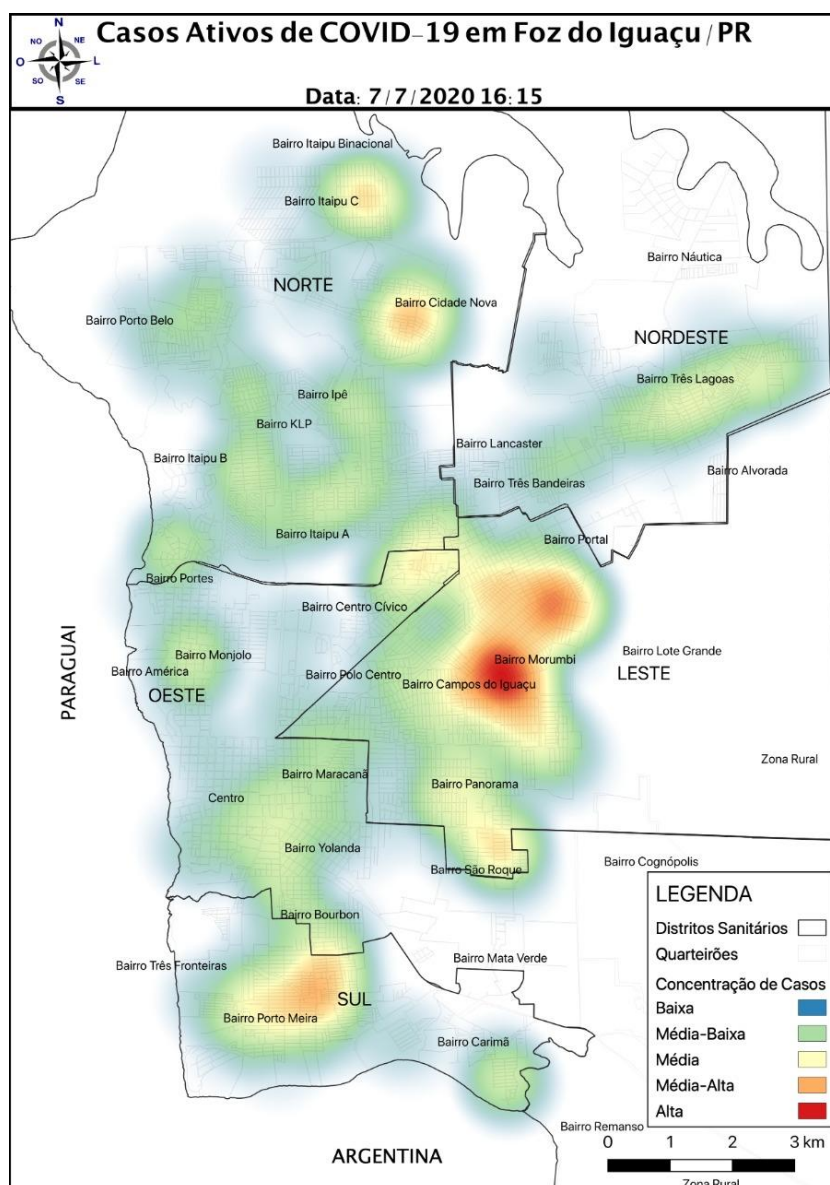 Casos Ativos de COVID-19 em Foz do Iguaçu / PR
Data: 7/7/2020 16:15
N
NO
NE
O
L
SO
SE
S
Bairro Itaipu Binacional
Bairro Itaipu C
Bairro Náutica
NORTE
Bairro Cidade Nova
Bairro Porto Belo
NORDESTE
Bairro Três Lagoas
Bairro Ipê
Bairro KLP
Bairro Lancaster
Bairro Itaipu B
Bairro Alvorada
Bairro Três Bandeiras
Bairro Itaipu A
Bairro Portal
Bairro Portes
Bairro Centro Cívico
PARAGUAI
Bairro Monjolo
Bairro Lote Grande
Bairro Morumbi
Bairro América
Bairro Polo Centro
LESTE
Bairro Campos do Iguaçu
OESTE
Zona Rural
Bairro Maracanã
Bairro Panorama
Centro
Bairro Yolanda
Bairro Cognópolis
Bairro São Roque
Bairro Bourbon
Bairro Mata Verde
Bairro Três Fronteiras
SUL
Bairro Porto Meira
Bairro Carimã
Bairro Remanso
ARGENTINA
LEGENDA
Distritos Sanitários
Quarteirões
Concentração de Casos
Baixa
Média-Baixa
Média
Média-Alta
Alta
0 1 2 3 km
Zona Rural